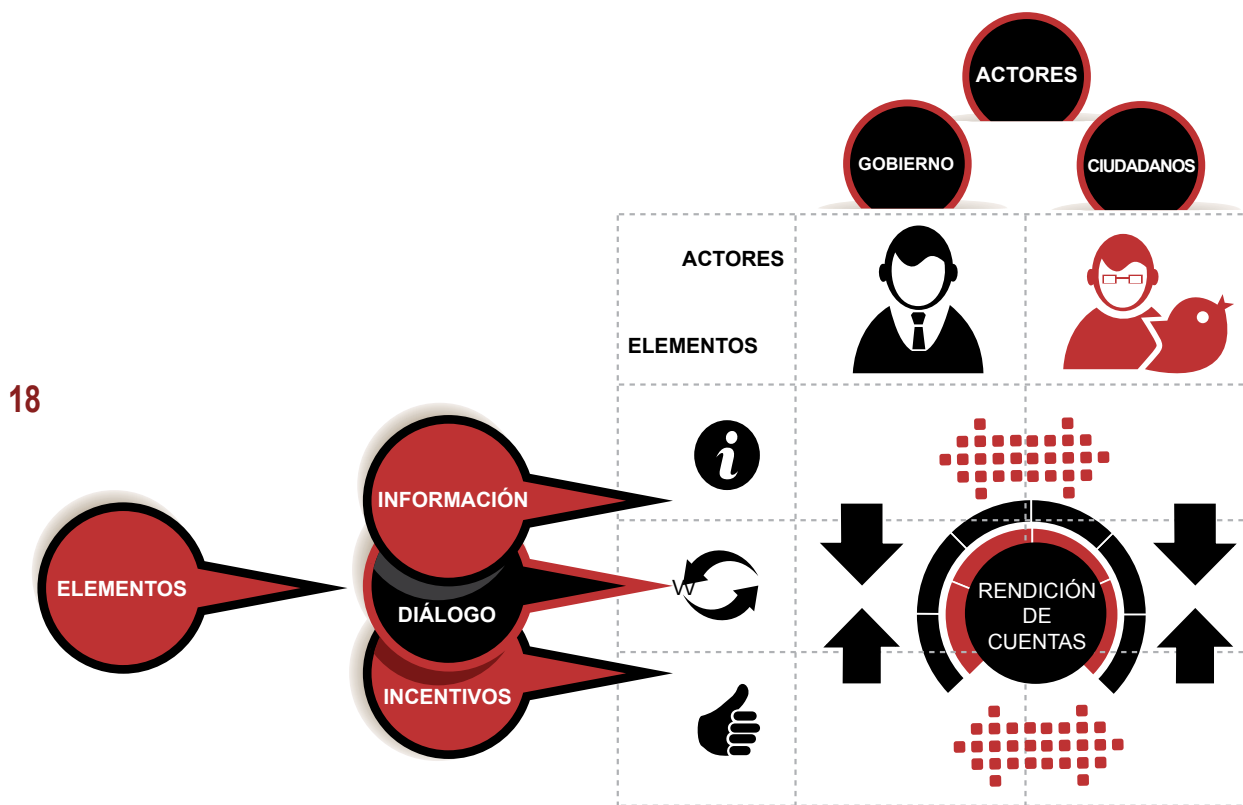 ACTORES
GOBIERNO
CIUDADANOS
ACTORES
ELEMENTOS
18
INFORMACIÓN
ELEMENTOS
DIÁLOGO
INCENTIVOS
i
W
RENDICIÓN
DE
CUENTAS